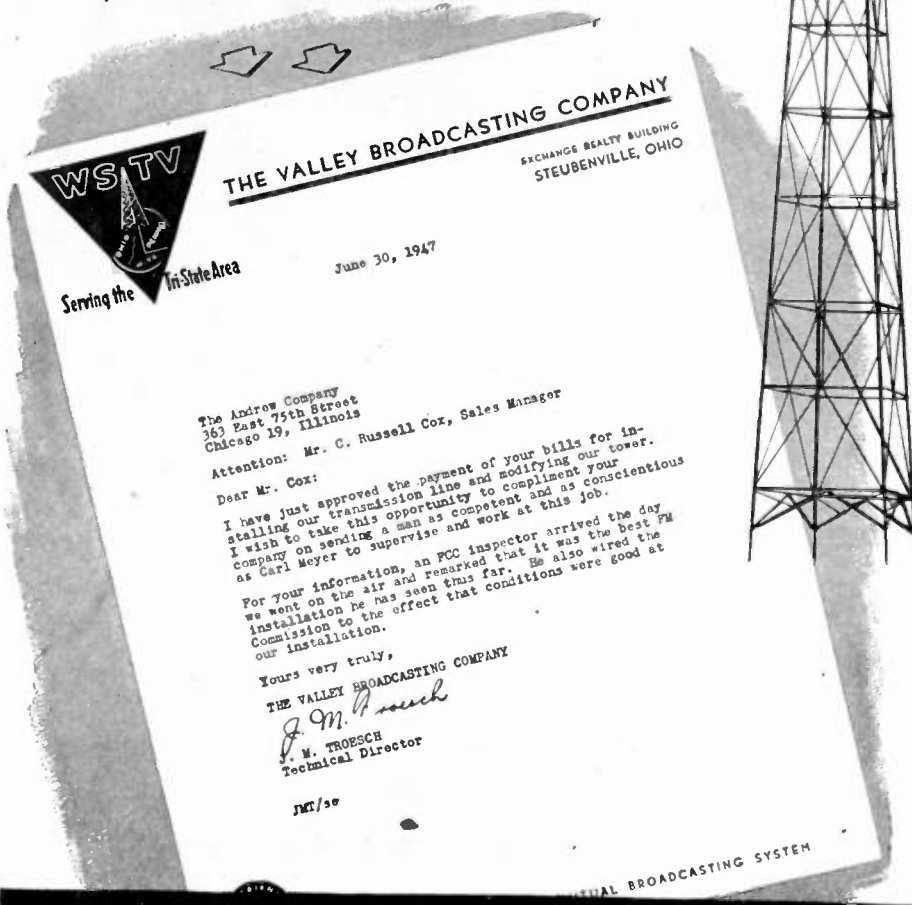 WSTV
OHIO
W.VA.
Serving the Tri-State Area
THE VALLEY BROADCASTING COMPANY
EXCHANGE REALTY BUILDING
STEUBENVILLE, OHIO
June 30, 1947
The Andrew Company
363 East 75th Street
Chicago 19, Illinois
Attention: Mr. C. Russell Cox, Sales Manager
Dear Mr. Cox:
I have just approved the payment of your bills for in-
stalling our transmission line and modifying our tower.
I wish to take this opportunity to compliment your
company on sending a man as competent and as conscientious
as Carl Meyer to supervise and work at this job.
For your information, an FCC inspector arrived the day
we went on the air and remarked that it was the best FM
installation he has seen thus far. He also wired the
Commission to the effect that conditions were good at
our installation.
Yours very truly,
THE VALLEY BROADCASTING COMPANY
J. M. Troesch
J. M. TROESCH
Technical Director
JMT/se
BROADCASTING SYSTEM